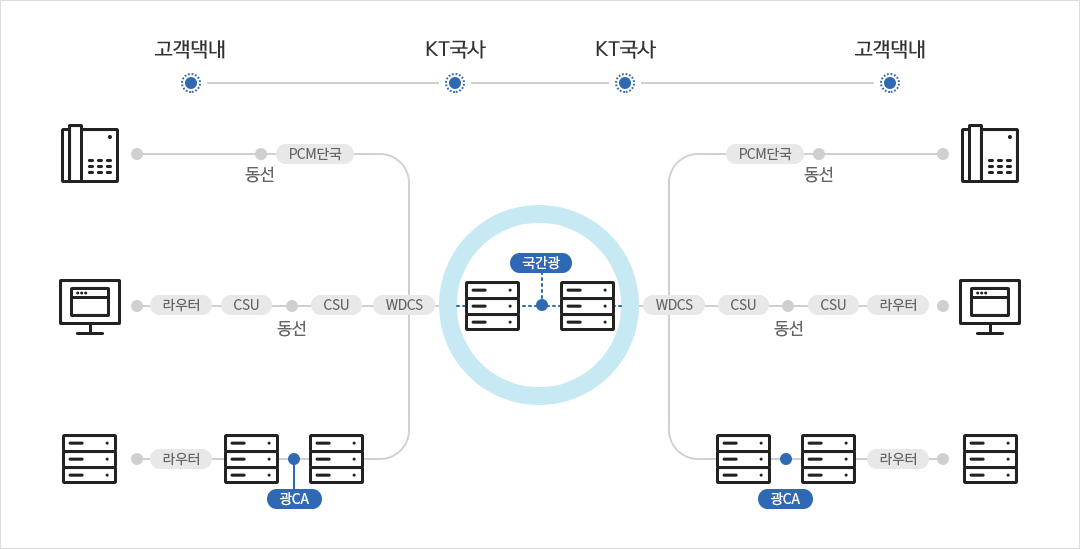 고객댁내 KT국사 KT국사 고객댁내
PCM단국 PCM단국
동선 동선
국간광
라우터 CSU CSU WDCS WDCS CSU CSU 라우터
동선 동선
라우터 라우터
광CA 광CA